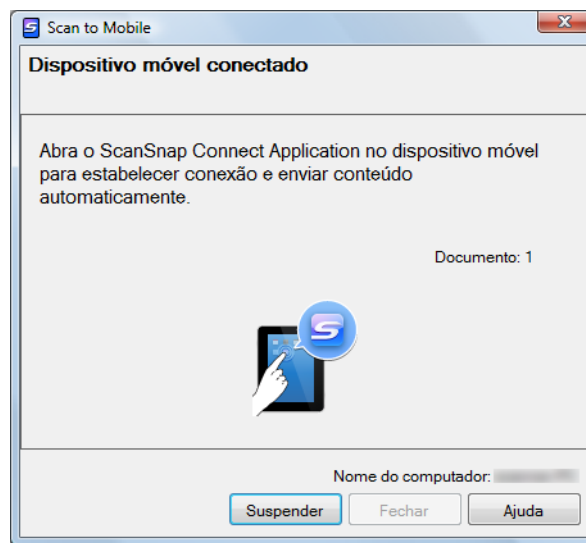 Scan to Mobile
Dispositivo móvel conectado
Abra o ScanSnap Connect Application no dispositivo móvel
para estabelecer conexão e enviar conteúdo
automaticamente.
Documento: 1
Nome do computador:
Suspender Fechar Ajuda